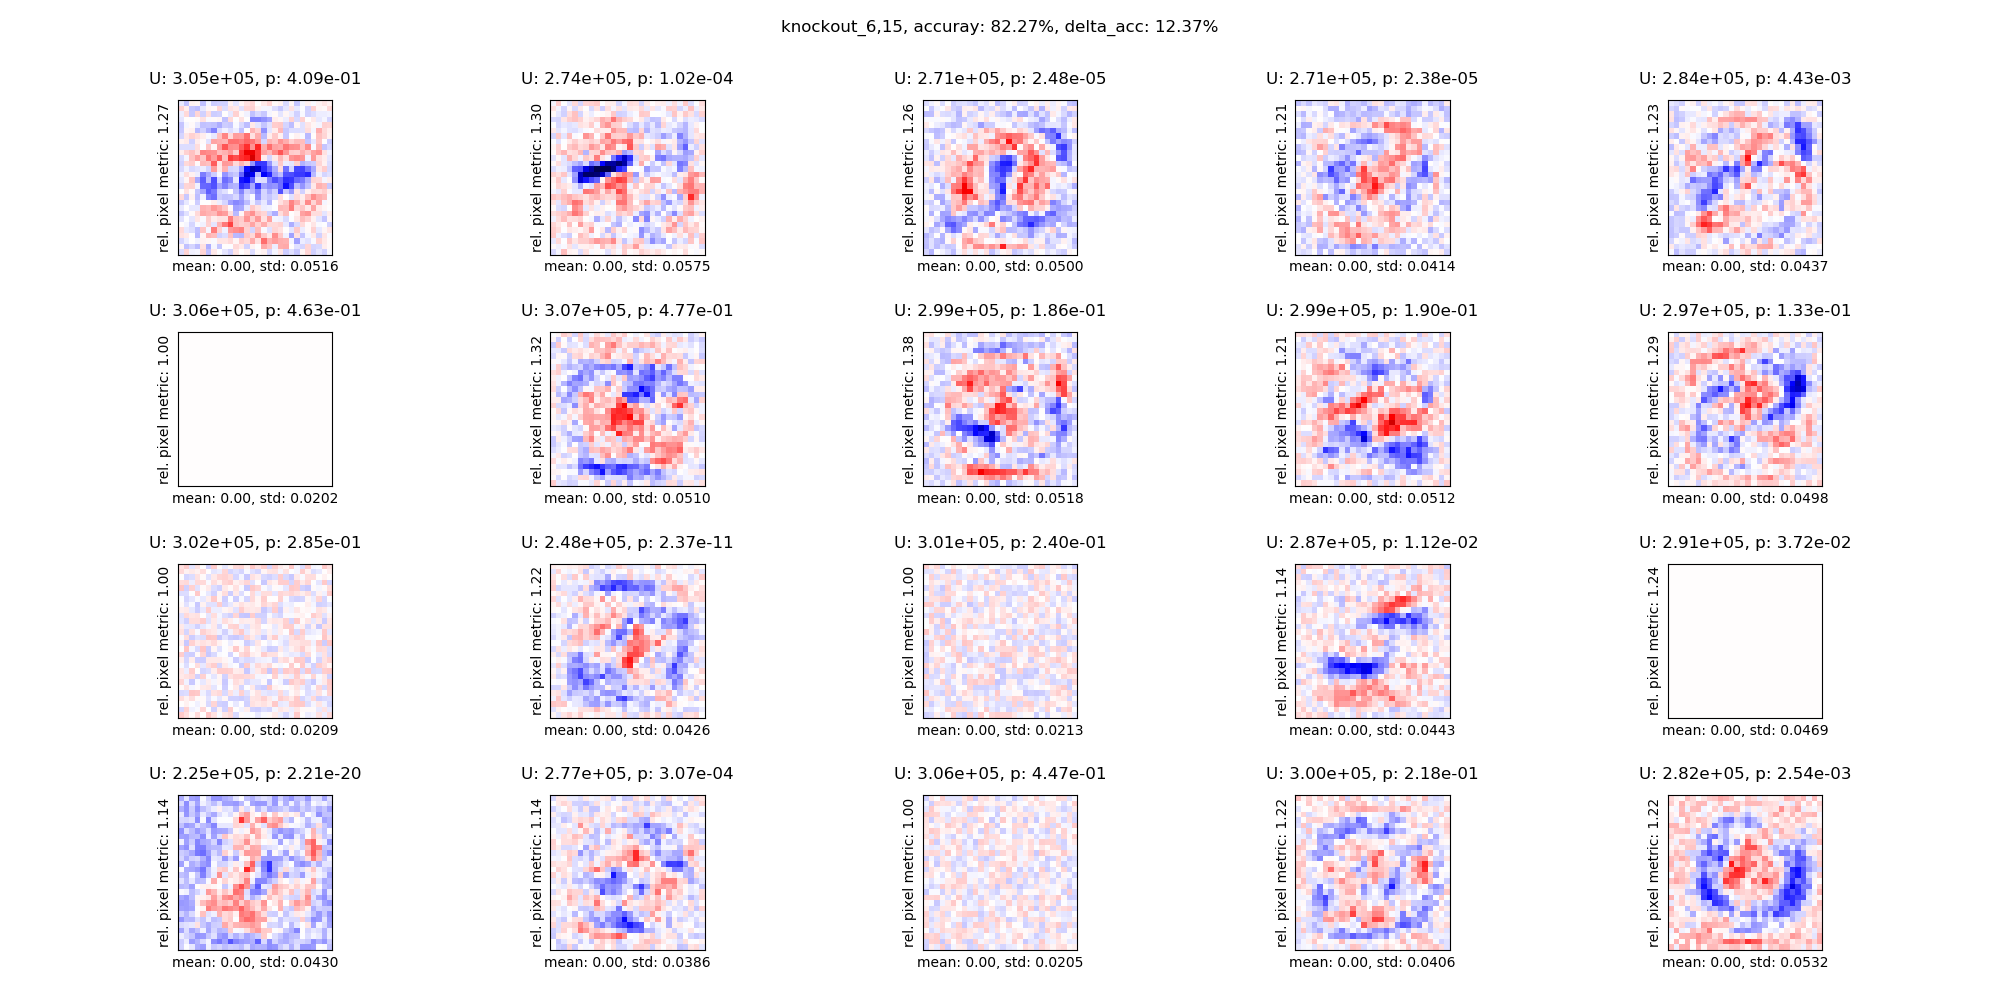 knockout_6,15, accuray: 82.27%, delta_acc: 12.37%
U: 3.05e+05, p: 4.09e-01
rel. pixel metric: 1.27
mean: 0.00, std: 0.0516
U: 2.74e+05, p: 1.02e-04
rel. pixel metric: 1.30
mean: 0.00, std: 0.0575
U: 2.71e+05, p: 2.48e-05
rel. pixel metric: 1.26
mean: 0.00, std: 0.0500
U: 2.71e+05, p: 2.38e-05
rel. pixel metric: 1.21
mean: 0.00, std: 0.0414
U: 2.84e+05, p: 4.43e-03
rel. pixel metric: 1.23
mean: 0.00, std: 0.0437
U: 3.06e+05, p: 4.63e-01
rel. pixel metric: 1.00
mean: 0.00, std: 0.0202
U: 3.07e+05, p: 4.77e-01
rel. pixel metric: 1.32
mean: 0.00, std: 0.0510
U: 2.99e+05, p: 1.86e-01
rel. pixel metric: 1.38
mean: 0.00, std: 0.0518
U: 2.99e+05, p: 1.90e-01
rel. pixel metric: 1.21
mean: 0.00, std: 0.0512
U: 2.97e+05, p: 1.33e-01
rel. pixel metric: 1.29
mean: 0.00, std: 0.0498
U: 3.02e+05, p: 2.85e-01
rel. pixel metric: 1.00
mean: 0.00, std: 0.0209
U: 2.48e+05, p: 2.37e-11
rel. pixel metric: 1.22
mean: 0.00, std: 0.0426
U: 3.01e+05, p: 2.40e-01
rel. pixel metric: 1.00
mean: 0.00, std: 0.0213
U: 2.87e+05, p: 1.12e-02
rel. pixel metric: 1.14
mean: 0.00, std: 0.0443
U: 2.91e+05, p: 3.72e-02
rel. pixel metric: 1.24
mean: 0.00, std: 0.0469
U: 2.25e+05, p: 2.21e-20
rel. pixel metric: 1.14
mean: 0.00, std: 0.0430
U: 2.77e+05, p: 3.07e-04
rel. pixel metric: 1.14
mean: 0.00, std: 0.0386
U: 3.06e+05, p: 4.47e-01
rel. pixel metric: 1.00
mean: 0.00, std: 0.0205
U: 3.00e+05, p: 2.18e-01
rel. pixel metric: 1.22
mean: 0.00, std: 0.0406
U: 2.82e+05, p: 2.54e-03
rel. pixel metric: 1.22
mean: 0.00, std: 0.0532